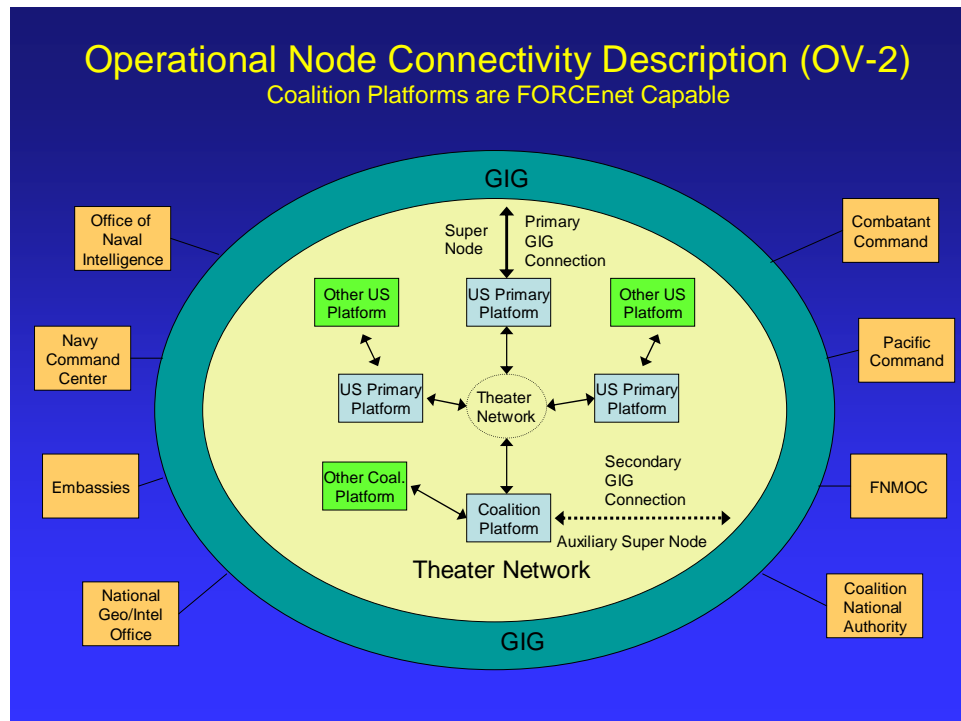 Operational Node Connectivity Description (OV-2)
Coalition Platforms are FORCEnet Capable
GIG
Office of
Naval
Intelligence
Super
Node
Primary
GIG
Connection
Combatant
Command
Other US
Platform
US Primary
Platform
Other US
Platform
Navy
Command
Center
Pacific
Command
US Primary
Platform
Theater
Network
US Primary
Platform
Embassies
Other Coal.
Platform
Coalition
Platform
Secondary
GIG
Connection
FNMOC
Auxiliary Super Node
Theater Network
National
Geo/Intel
Office
Coalition
National
Authority
GIG